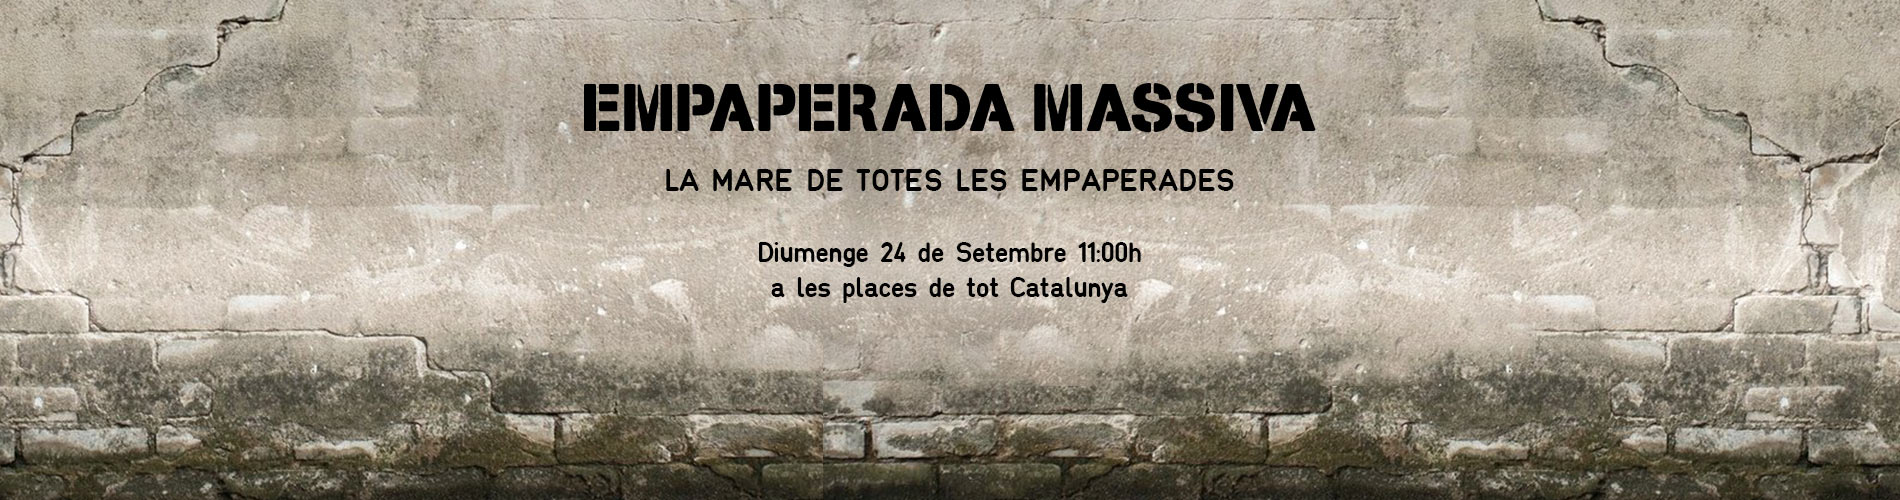 EMPAPERADA MASSIVA
LA MARE DE TOTES LES EMPAPERADES
Diumenge 24 de Setembre 11:00h
a les places de tot Catalunya